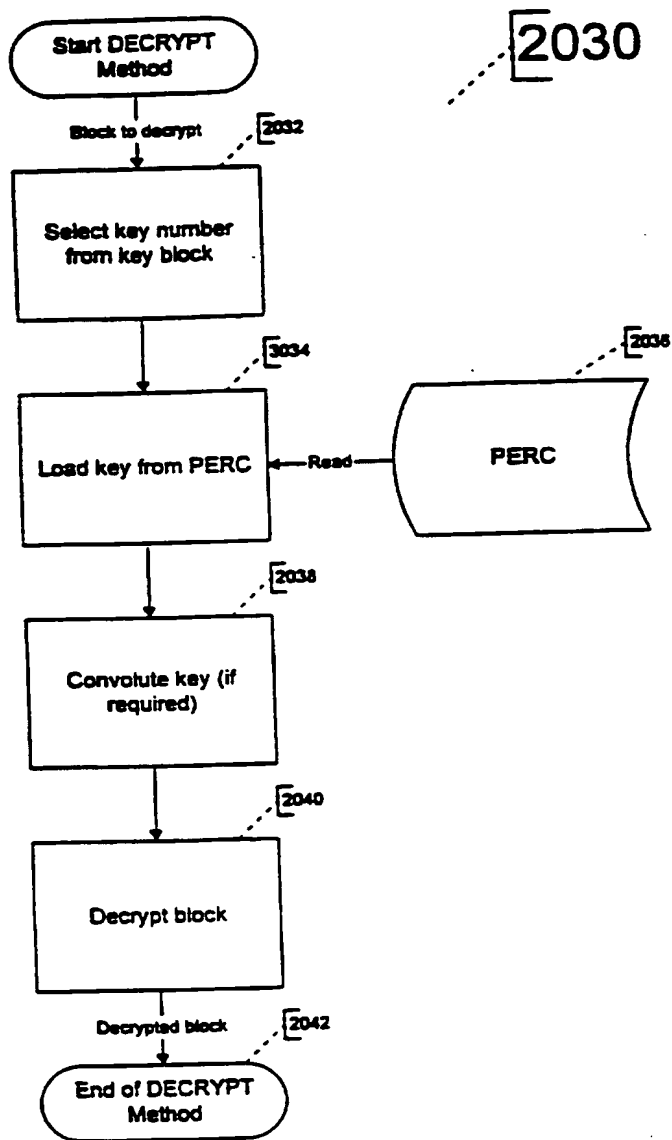 Start DECRYPT
Method
2030
Block to decrypt
2032
Select key number
from key block
3034
2036
Load key from PERC
Read
PERC
2038
Convolute key (if
required)
2040
Decrypt block
Decrypted block
2042
End of DECRYPT
Method